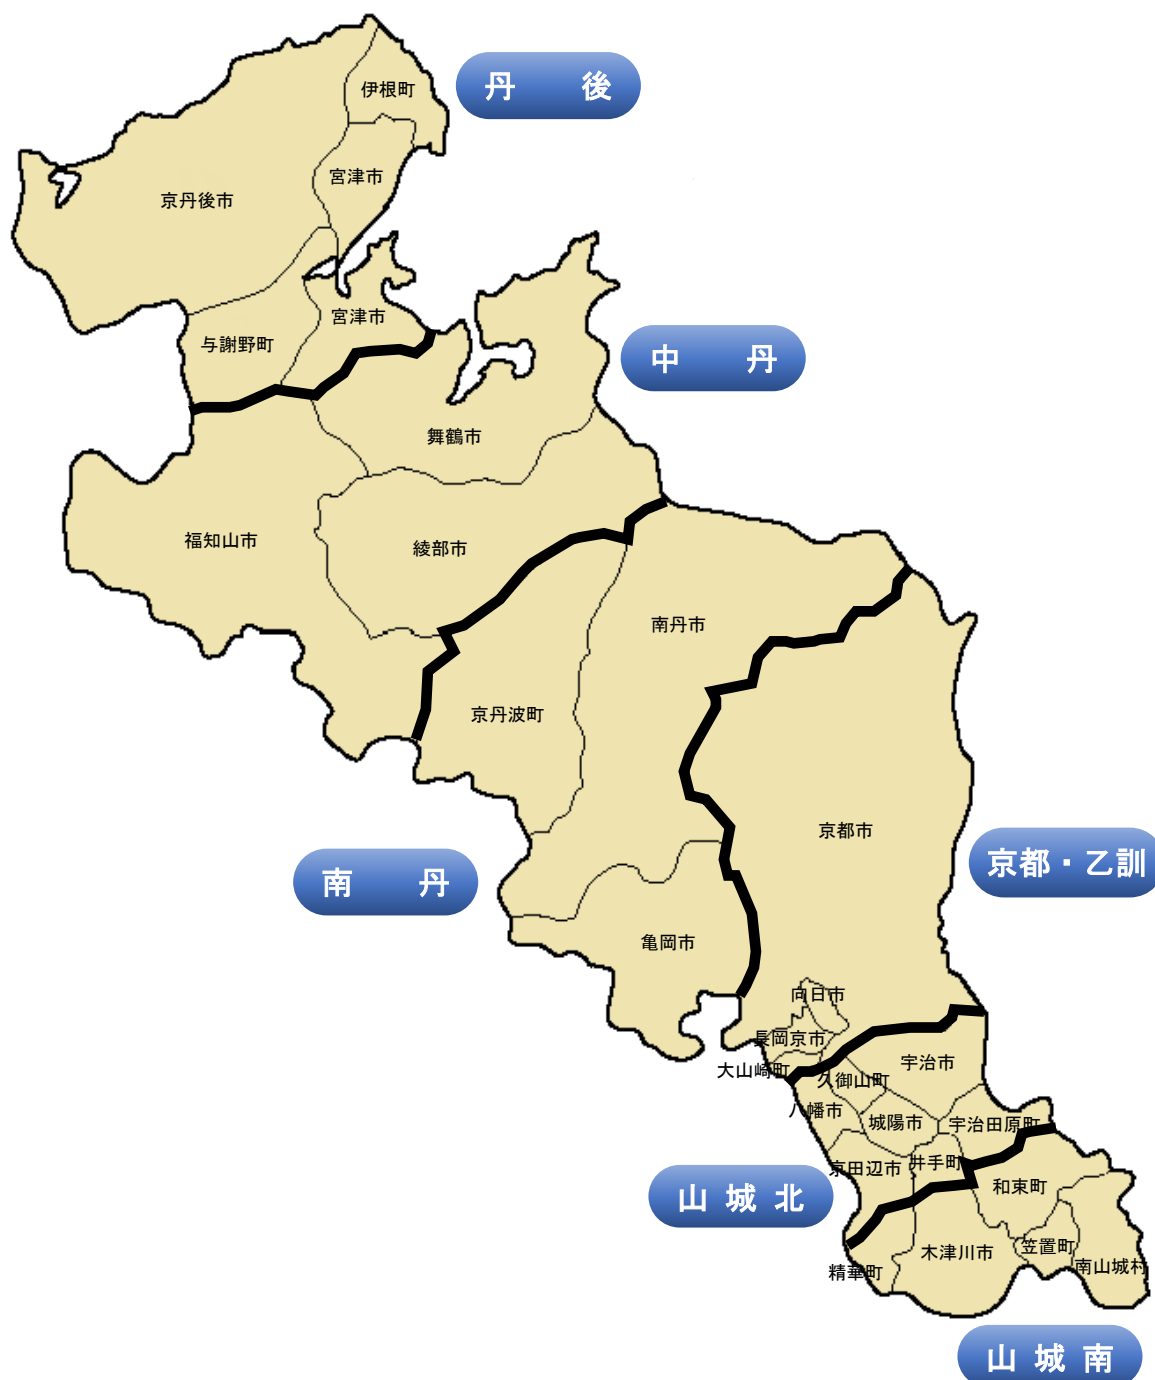 丹　後
伊根町
宮津市
京丹後市
宮津市
与謝野町
中　丹
舞鶴市
福知山市
綾部市
南丹市
京丹波町
京都市
京都・乙訓
南　丹
亀岡市
向日市
長岡京市
大山崎町
宇治市
久御山町
八幡市
城陽市
宇治田原町
京田辺市
井手町
山 城 北
和束町
木津川市
笠置町
南山城村
精華町
山 城 南